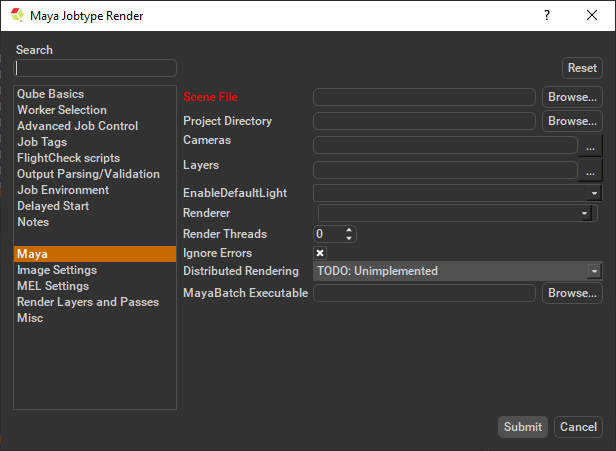 Maya Jobtype Render
?
Search
Reset
Qube Basics
Worker Selection
Advanced Job Control
Job Tags
FlightCheck scripts
Output Parsing/Validation
Job Environment
Delayed Start
Notes
Maya
Image Settings
MEL Settings
Render Layers and Passes
Misc
Scene File Browse...
Project Directory Browse...
Cameras ...
Layers ...
EnableDefaultLight
Renderer
Render Threads 0
Ignore Errors
Distributed Rendering TODO: Unimplemented
MayaBatch Executable Browse...
Submit Cancel